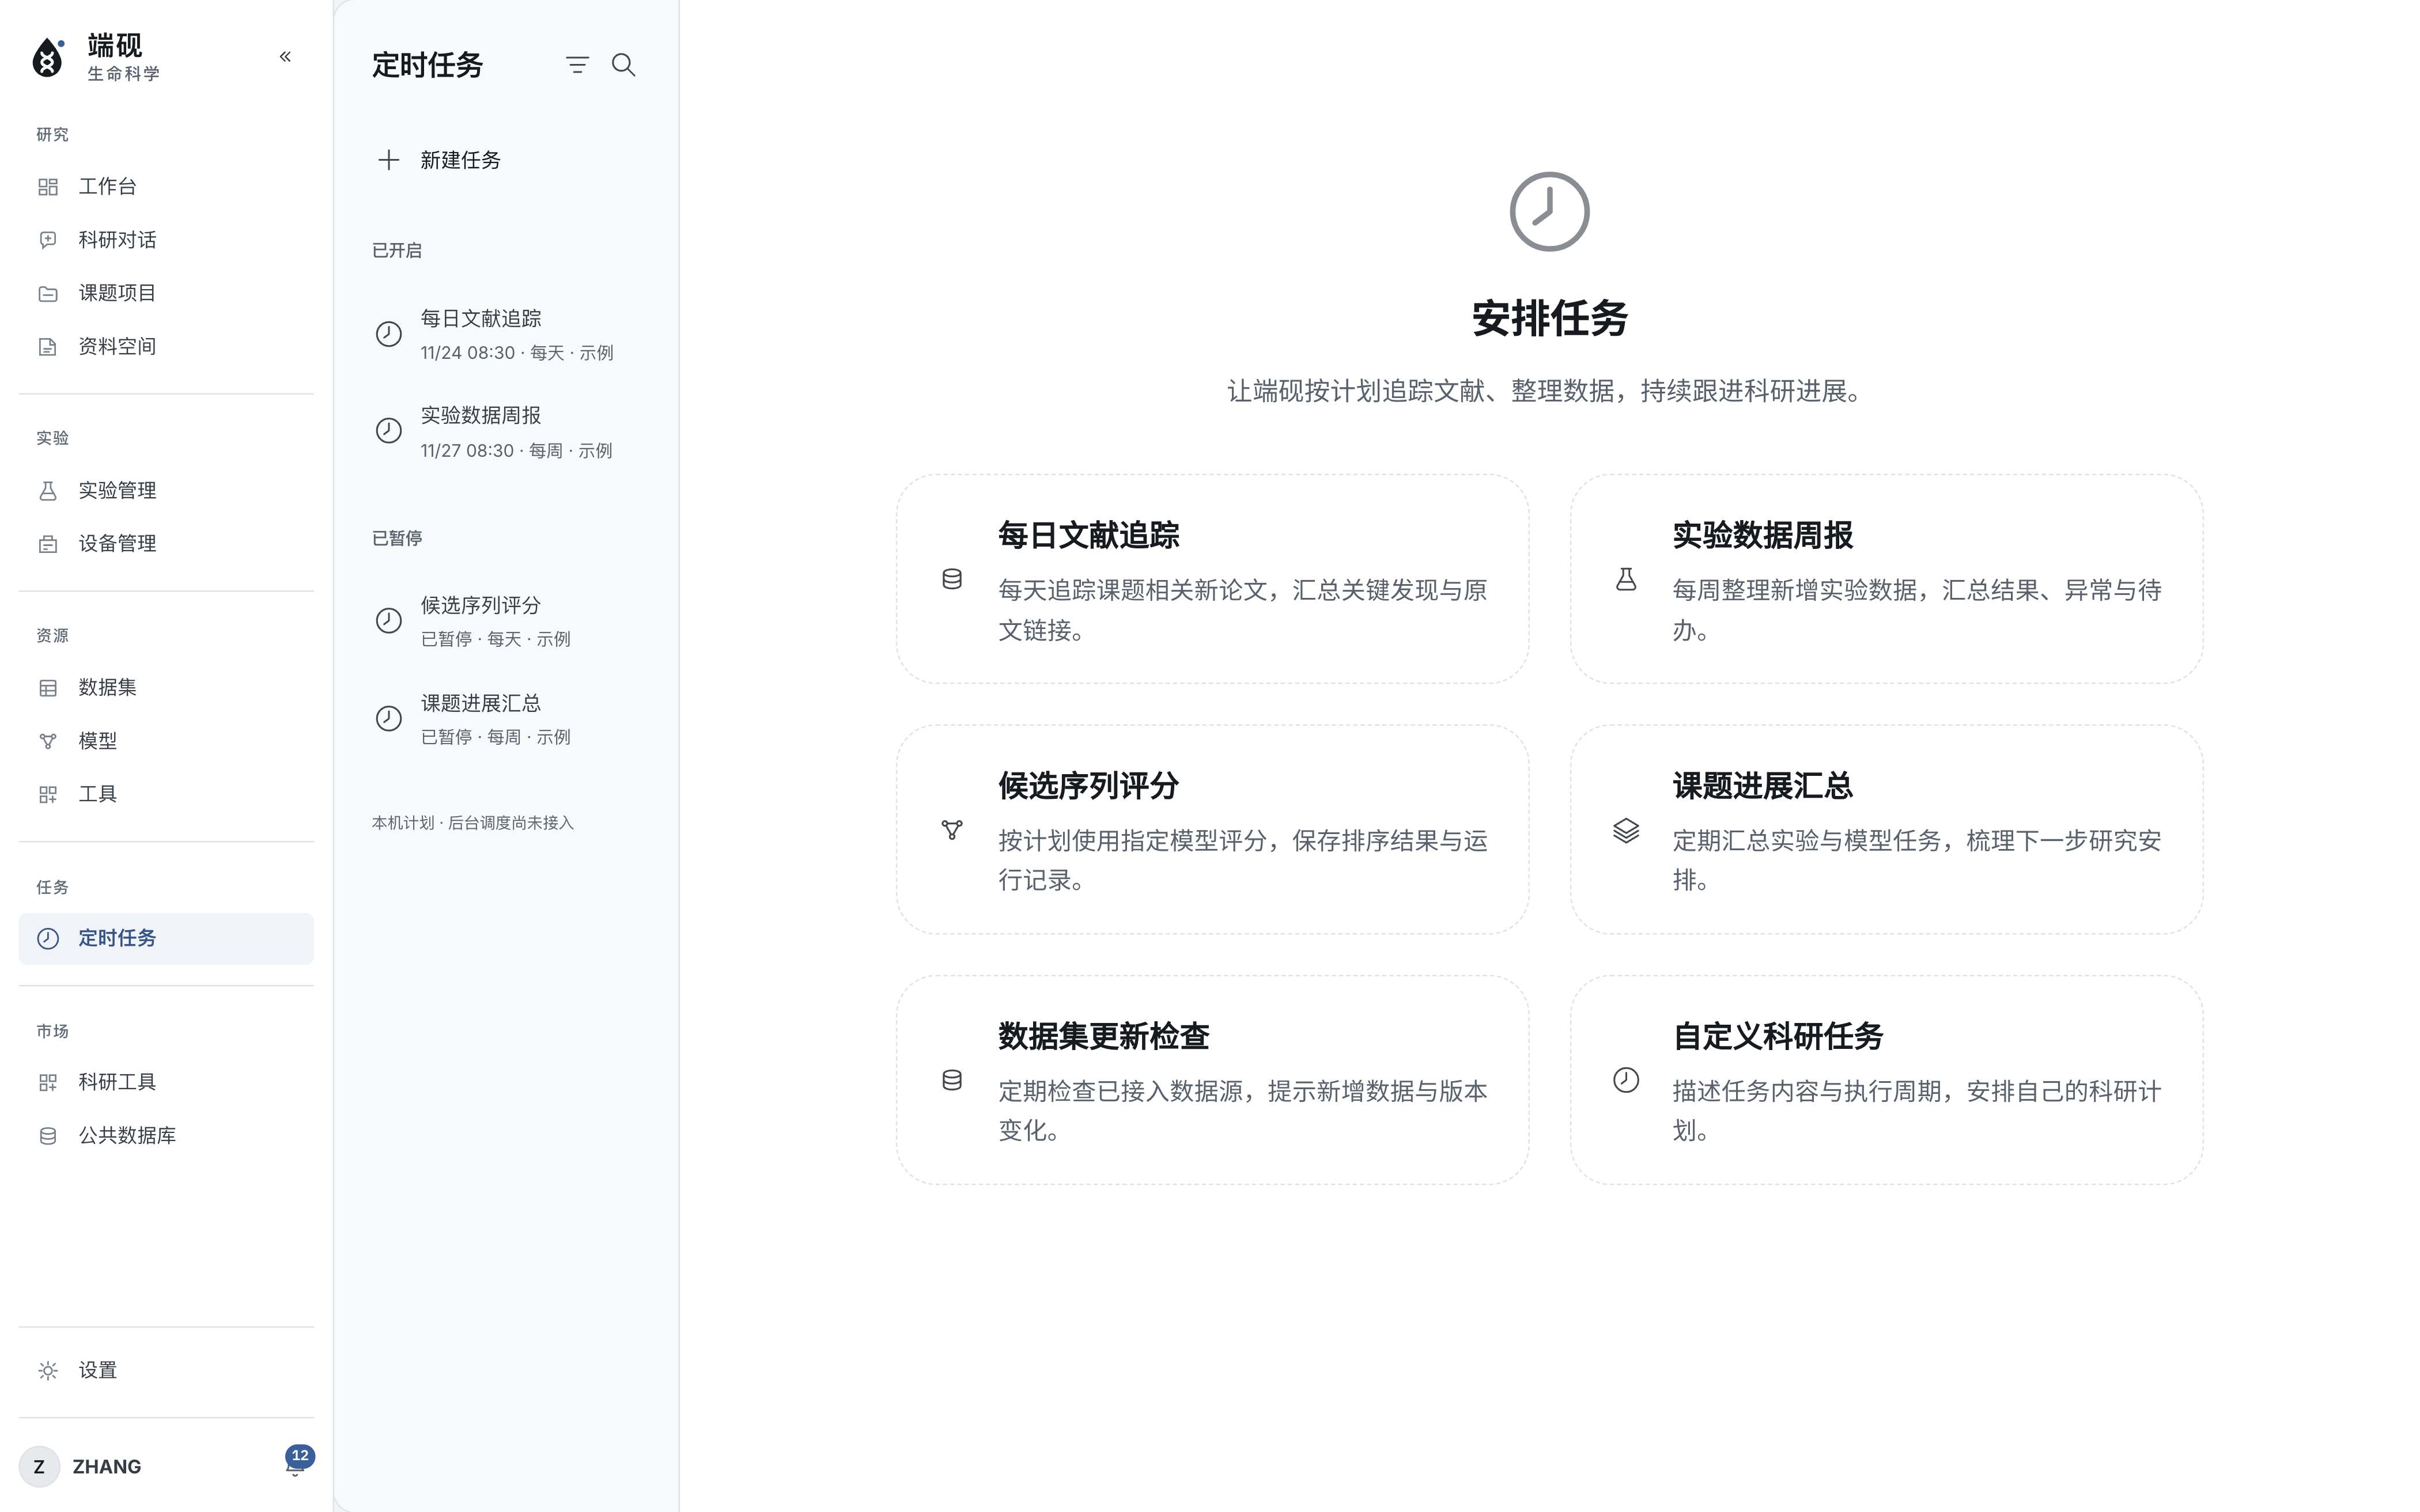 端砚
生命科学
研究
工作台
科研对话
课题项目
资料空间
实验
实验管理
设备管理
资源
数据集
模型
工具
任务
定时任务
市场
科研工具
公共数据库
设置
Z
ZHANG
12
定时任务
新建任务
已开启
每日文献追踪
11/24 08:30 · 每天 · 示例
实验数据周报
11/27 08:30 · 每周 · 示例
已暂停
候选序列评分
已暂停 · 每天 · 示例
课题进展汇总
已暂停 · 每周 · 示例
本机计划 · 后台调度尚未接入
安排任务
让端砚按计划追踪文献、整理数据，持续跟进科研进展。
每日文献追踪
每天追踪课题相关新论文，汇总关键发现与原
文链接。
实验数据周报
每周整理新增实验数据，汇总结果、异常与待
办。
候选序列评分
按计划使用指定模型评分，保存排序结果与运
行记录。
课题进展汇总
定期汇总实验与模型任务，梳理下一步研究安
排。
数据集更新检查
定期检查已接入数据源，提示新增数据与版本
变化。
自定义科研任务
描述任务内容与执行周期，安排自己的科研计
划。